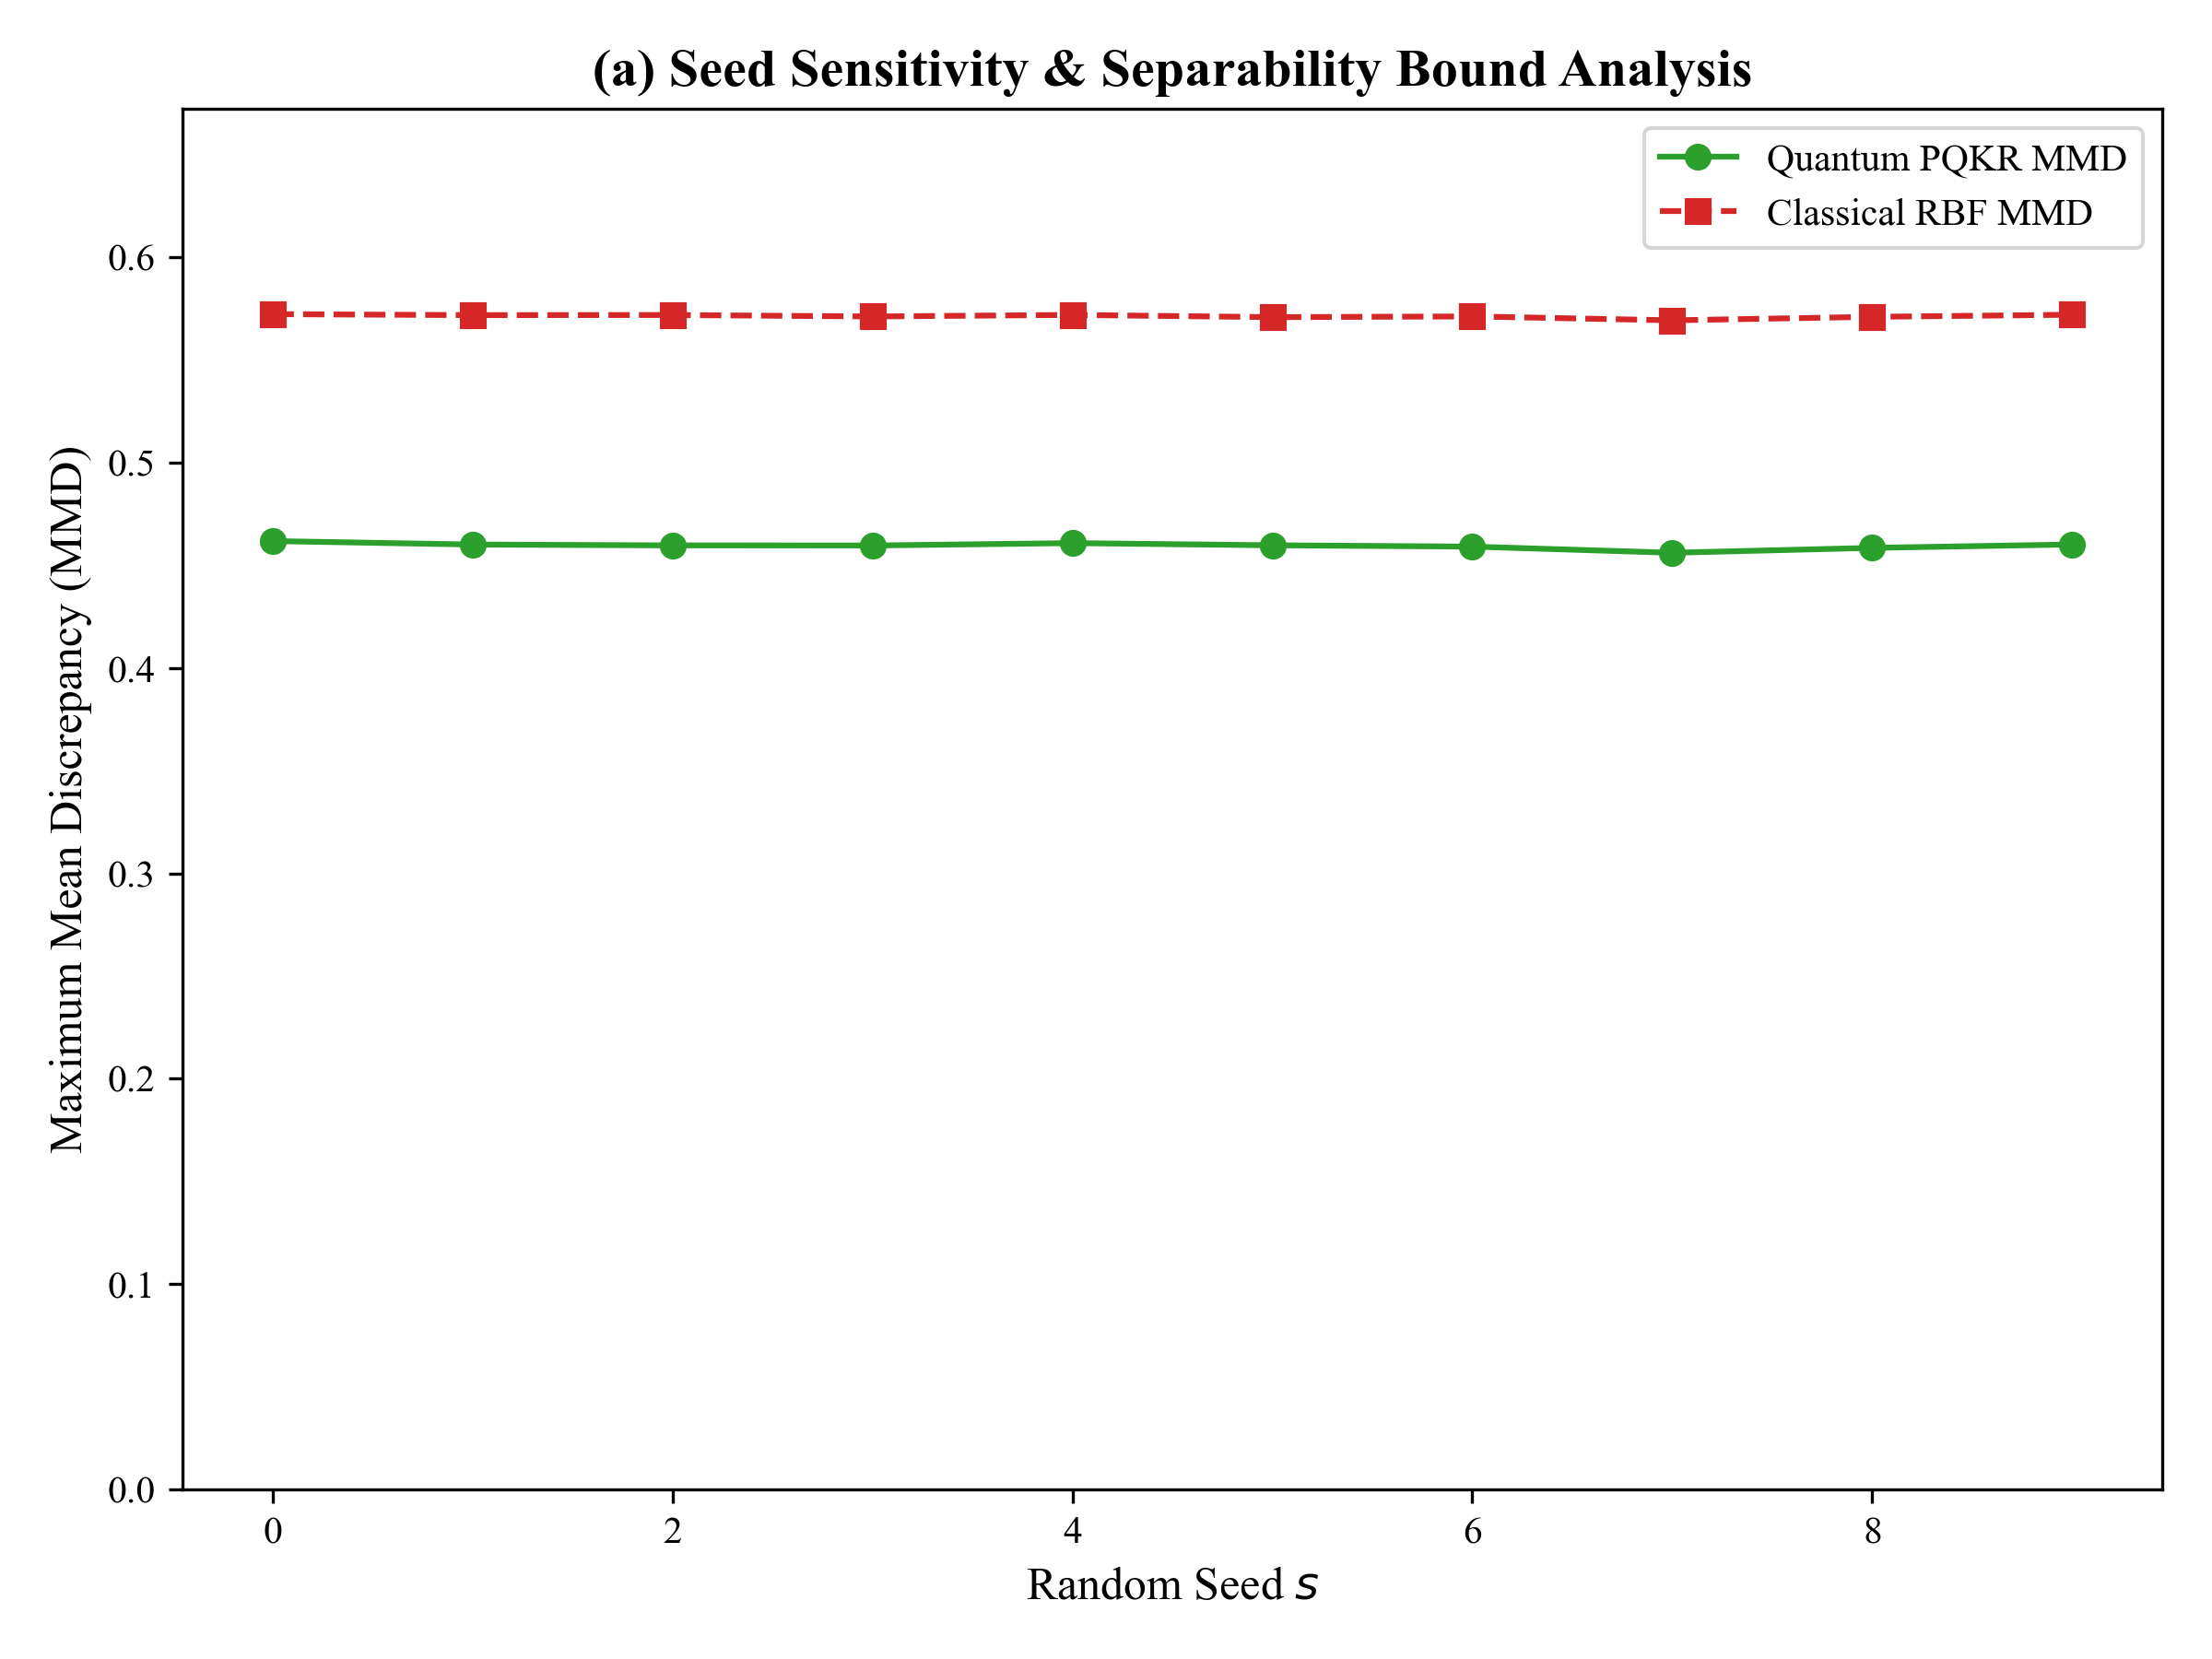 (a) Seed Sensitivity & Separability Bound Analysis
Quantum PQKR MMD
Classical RBF MMD
Maximum Mean Discrepancy (MMD)
0.6
0.5
0.4
0.3
0.2
0.1
0.0
0 2 4 6 8
Random Seed s